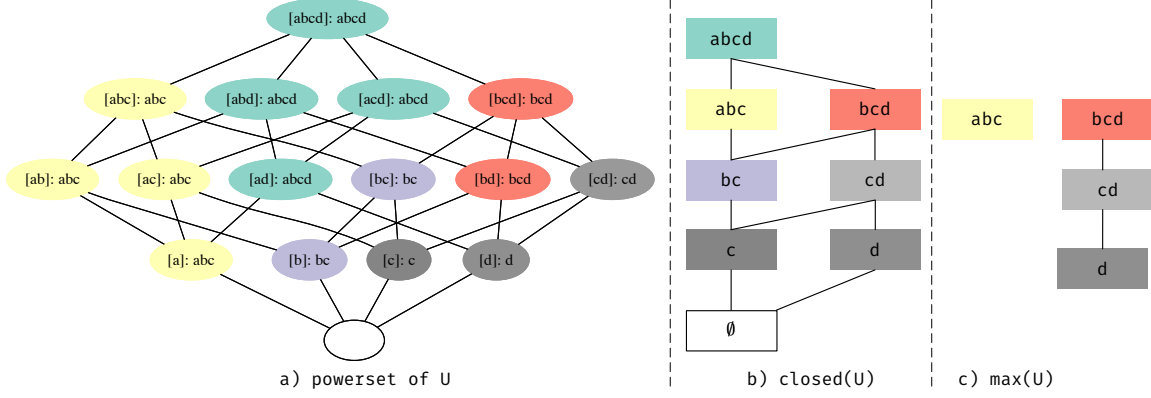 [abcd]: abcd
[abc]: abc
[abd]: abcd
[acd]: abcd
[bcd]: bcd
[ab]: abc
[ac]: abc
[ad]: abcd
[bc]: bc
[bd]: bcd
[cd]: cd
[a]: abc
[b]: bc
[c]: c
[d]: d
a) powerset of U
abcd
abc
bcd
bc
cd
c
d
∅
b) closed(U)
abc
bcd
cd
d
c) max(U)